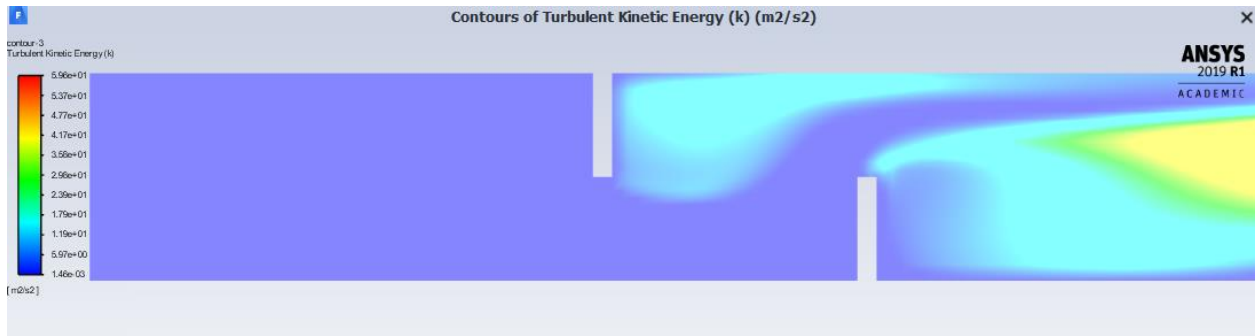 Contours of Turbulent Kinetic Energy (k) (m2/s2)
contour-3
Turbulent Kinetic Energy (k)
ANSYS
2019 R1
ACADEMIC
5.96e+01
5.37e+01
4.77e+01
4.17e+01
3.58e+01
2.98e+01
2.39e+01
1.79e+01
1.19e+01
5.97e+00
1.46e-03
[ m2/s2 ]